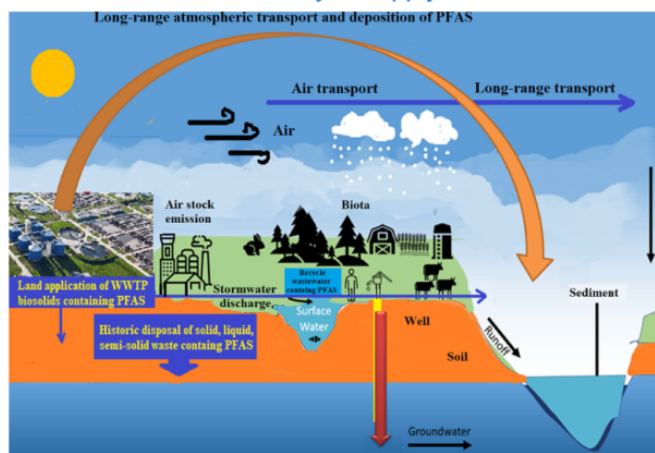 Long-range atmospheric transport and deposition of PFAS
Air transport
Long-range transport
Air
Air stock
emission
Biota
Land application of WWTP
biosolids containing PFAS
Stormwater
discharge
Recycle
wastewater
containg PFAS
Surface
Water
Historic disposal of solid, liquid,
semi-solid waste containg PFAS
Well
Soil
Runoff
Sediment
Groundwater